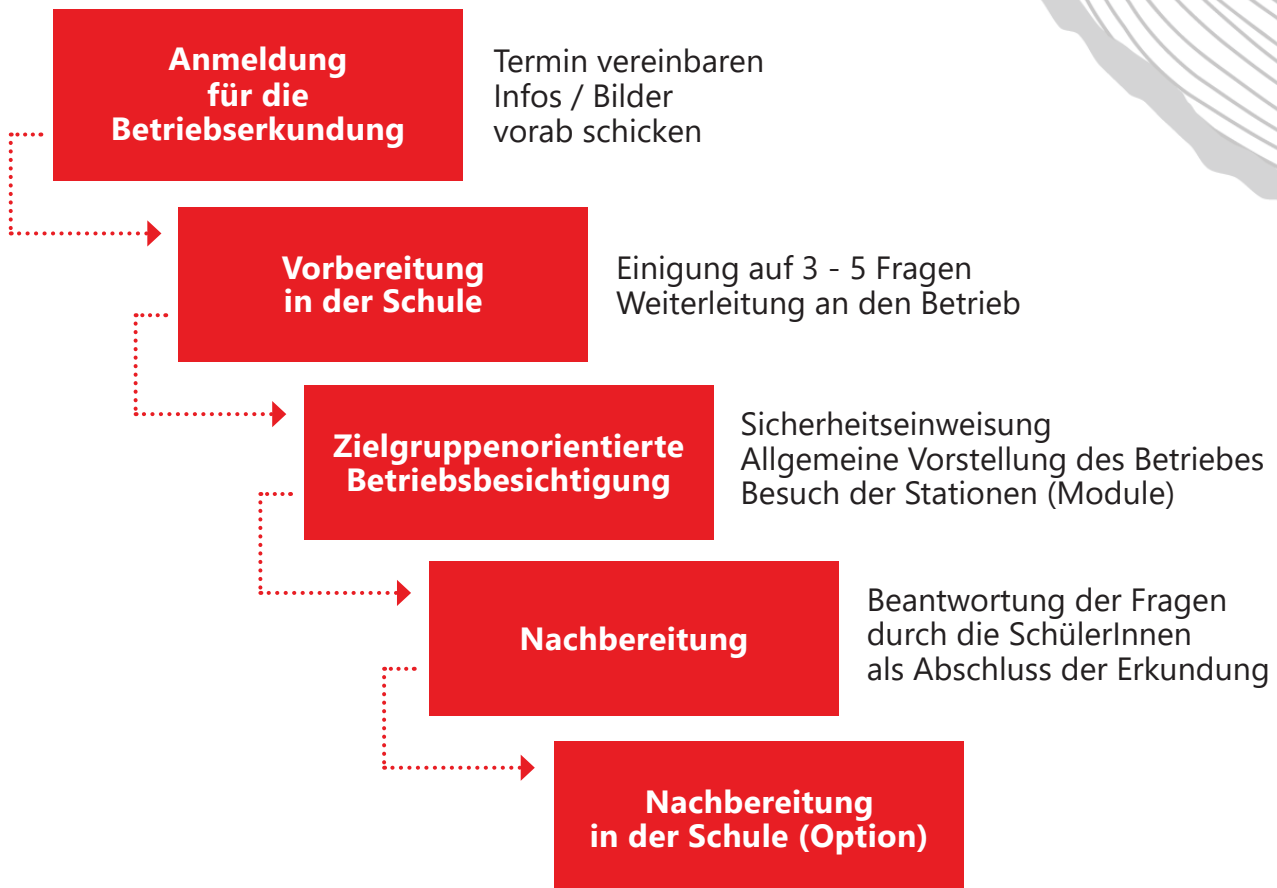 Anmeldung
für die
Betriebserkundung
Termin vereinbaren
Infos / Bilder
vorab schicken
Vorbereitung
in der Schule
Einigung auf 3 - 5 Fragen
Weiterleitung an den Betrieb
Zielgruppenorientierte
Betriebsbesichtigung
Sicherheitseinweisung
Allgemeine Vorstellung des Betriebes
Besuch der Stationen (Module)
Nachbereitung
Beantwortung der Fragen
durch die SchülerInnen
als Abschluss der Erkundung
Nachbereitung
in der Schule (Option)